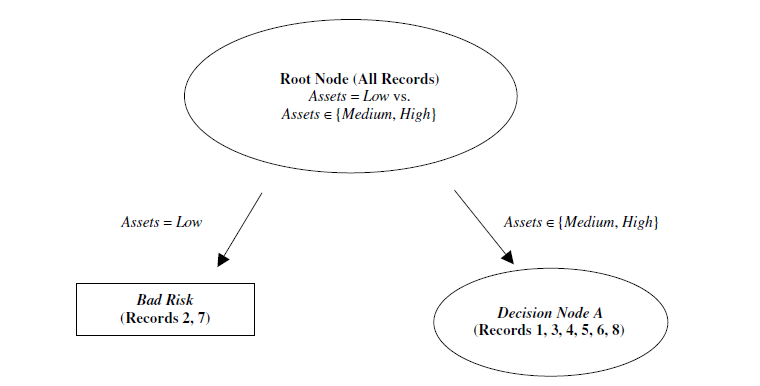 Root Node (All Records)
Assets = Low vs.
Assets ∈ {Medium, High}
Assets = Low
Assets ∈ {Medium, High}
Bad Risk
(Records 2, 7)
Decision Node A
(Records 1, 3, 4, 5, 6, 8)